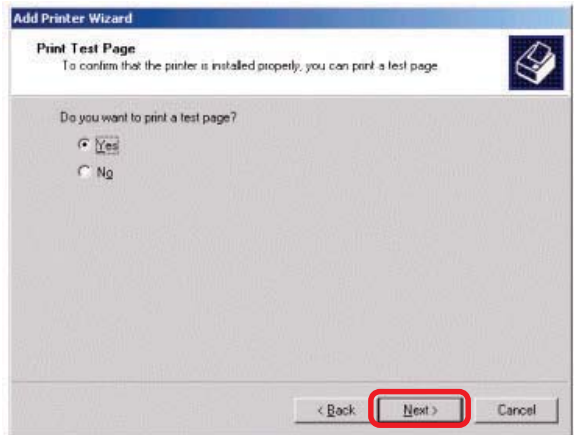 Add Printer Wizard
Print Test Page
To confirm that the printer is installed properly, you can print a test page
Do you want to print a test page?
Yes
No
< Back
Next >
Cancel